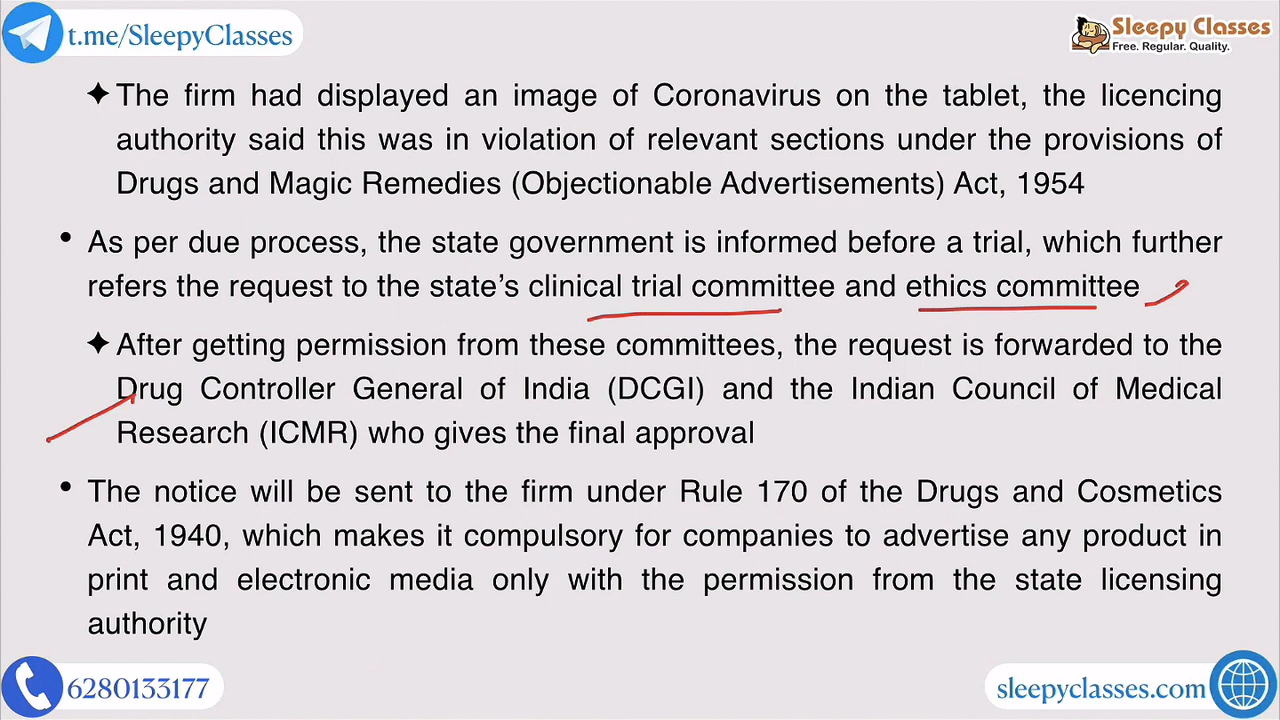 t.me/SleepyClasses
Sleepy Classes
Free. Regular. Quality.
✦ The firm had displayed an image of Coronavirus on the tablet, the licencing
authority said this was in violation of relevant sections under the provisions of
Drugs and Magic Remedies (Objectionable Advertisements) Act, 1954
• As per due process, the state government is informed before a trial, which further
refers the request to the state’s clinical trial committee and ethics committee
✦ After getting permission from these committees, the request is forwarded to the
Drug Controller General of India (DCGI) and the Indian Council of Medical
Research (ICMR) who gives the final approval
• The notice will be sent to the firm under Rule 170 of the Drugs and Cosmetics
Act, 1940, which makes it compulsory for companies to advertise any product in
print and electronic media only with the permission from the state licensing
authority
6280133177
sleepyclasses.com